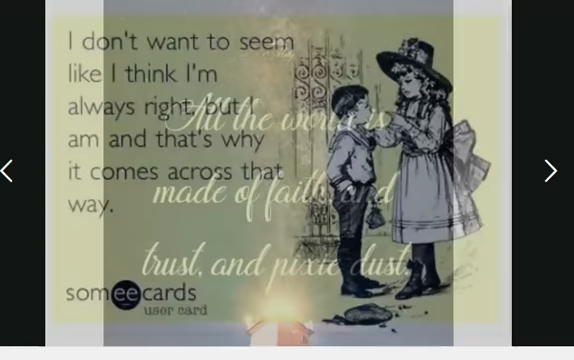 I don't want to seem
like I think I'm
always right, but I
am and that's why
it comes across that
way.
All the world is
made of faith, and
trust, and pixie dust.
someecards
user card